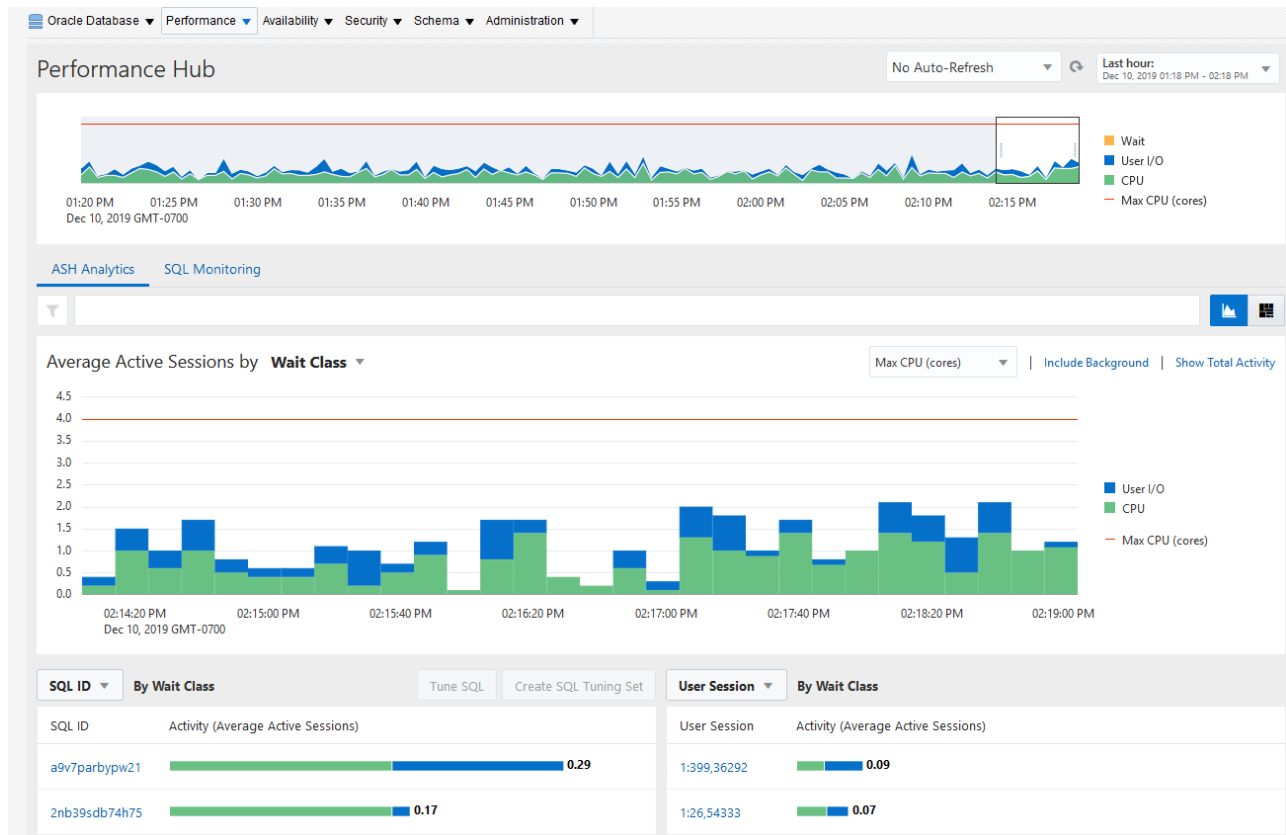 Oracle Database Performance Availability Security Schema Administration
Performance Hub
No Auto-Refresh
Last hour:
Dec 10, 2019 01:18 PM - 02:18 PM
Wait
User I/O
CPU
Max CPU (cores)
01:20 PM 01:25 PM 01:30 PM 01:35 PM 01:40 PM 01:45 PM 01:50 PM 01:55 PM 02:00 PM 02:05 PM 02:10 PM 02:15 PM
Dec 10, 2019 GMT-0700
ASH Analytics SQL Monitoring
Average Active Sessions by Wait Class
Max CPU (cores) | Include Background | Show Total Activity
4.5
4.0
3.5
3.0
2.5
2.0
1.5
1.0
0.5
0.0
User I/O
CPU
Max CPU (cores)
02:14:20 PM 02:15:00 PM 02:15:40 PM 02:16:20 PM 02:17:00 PM 02:17:40 PM 02:18:20 PM 02:19:00 PM
Dec 10, 2019 GMT-0700
SQL ID By Wait Class Tune SQL Create SQL Tuning Set
SQL ID Activity (Average Active Sessions)
a9v7parbypw21 0.29
2nb39sdb74h75 0.17
User Session By Wait Class
User Session Activity (Average Active Sessions)
1:399,36292 0.09
1:26,54333 0.07